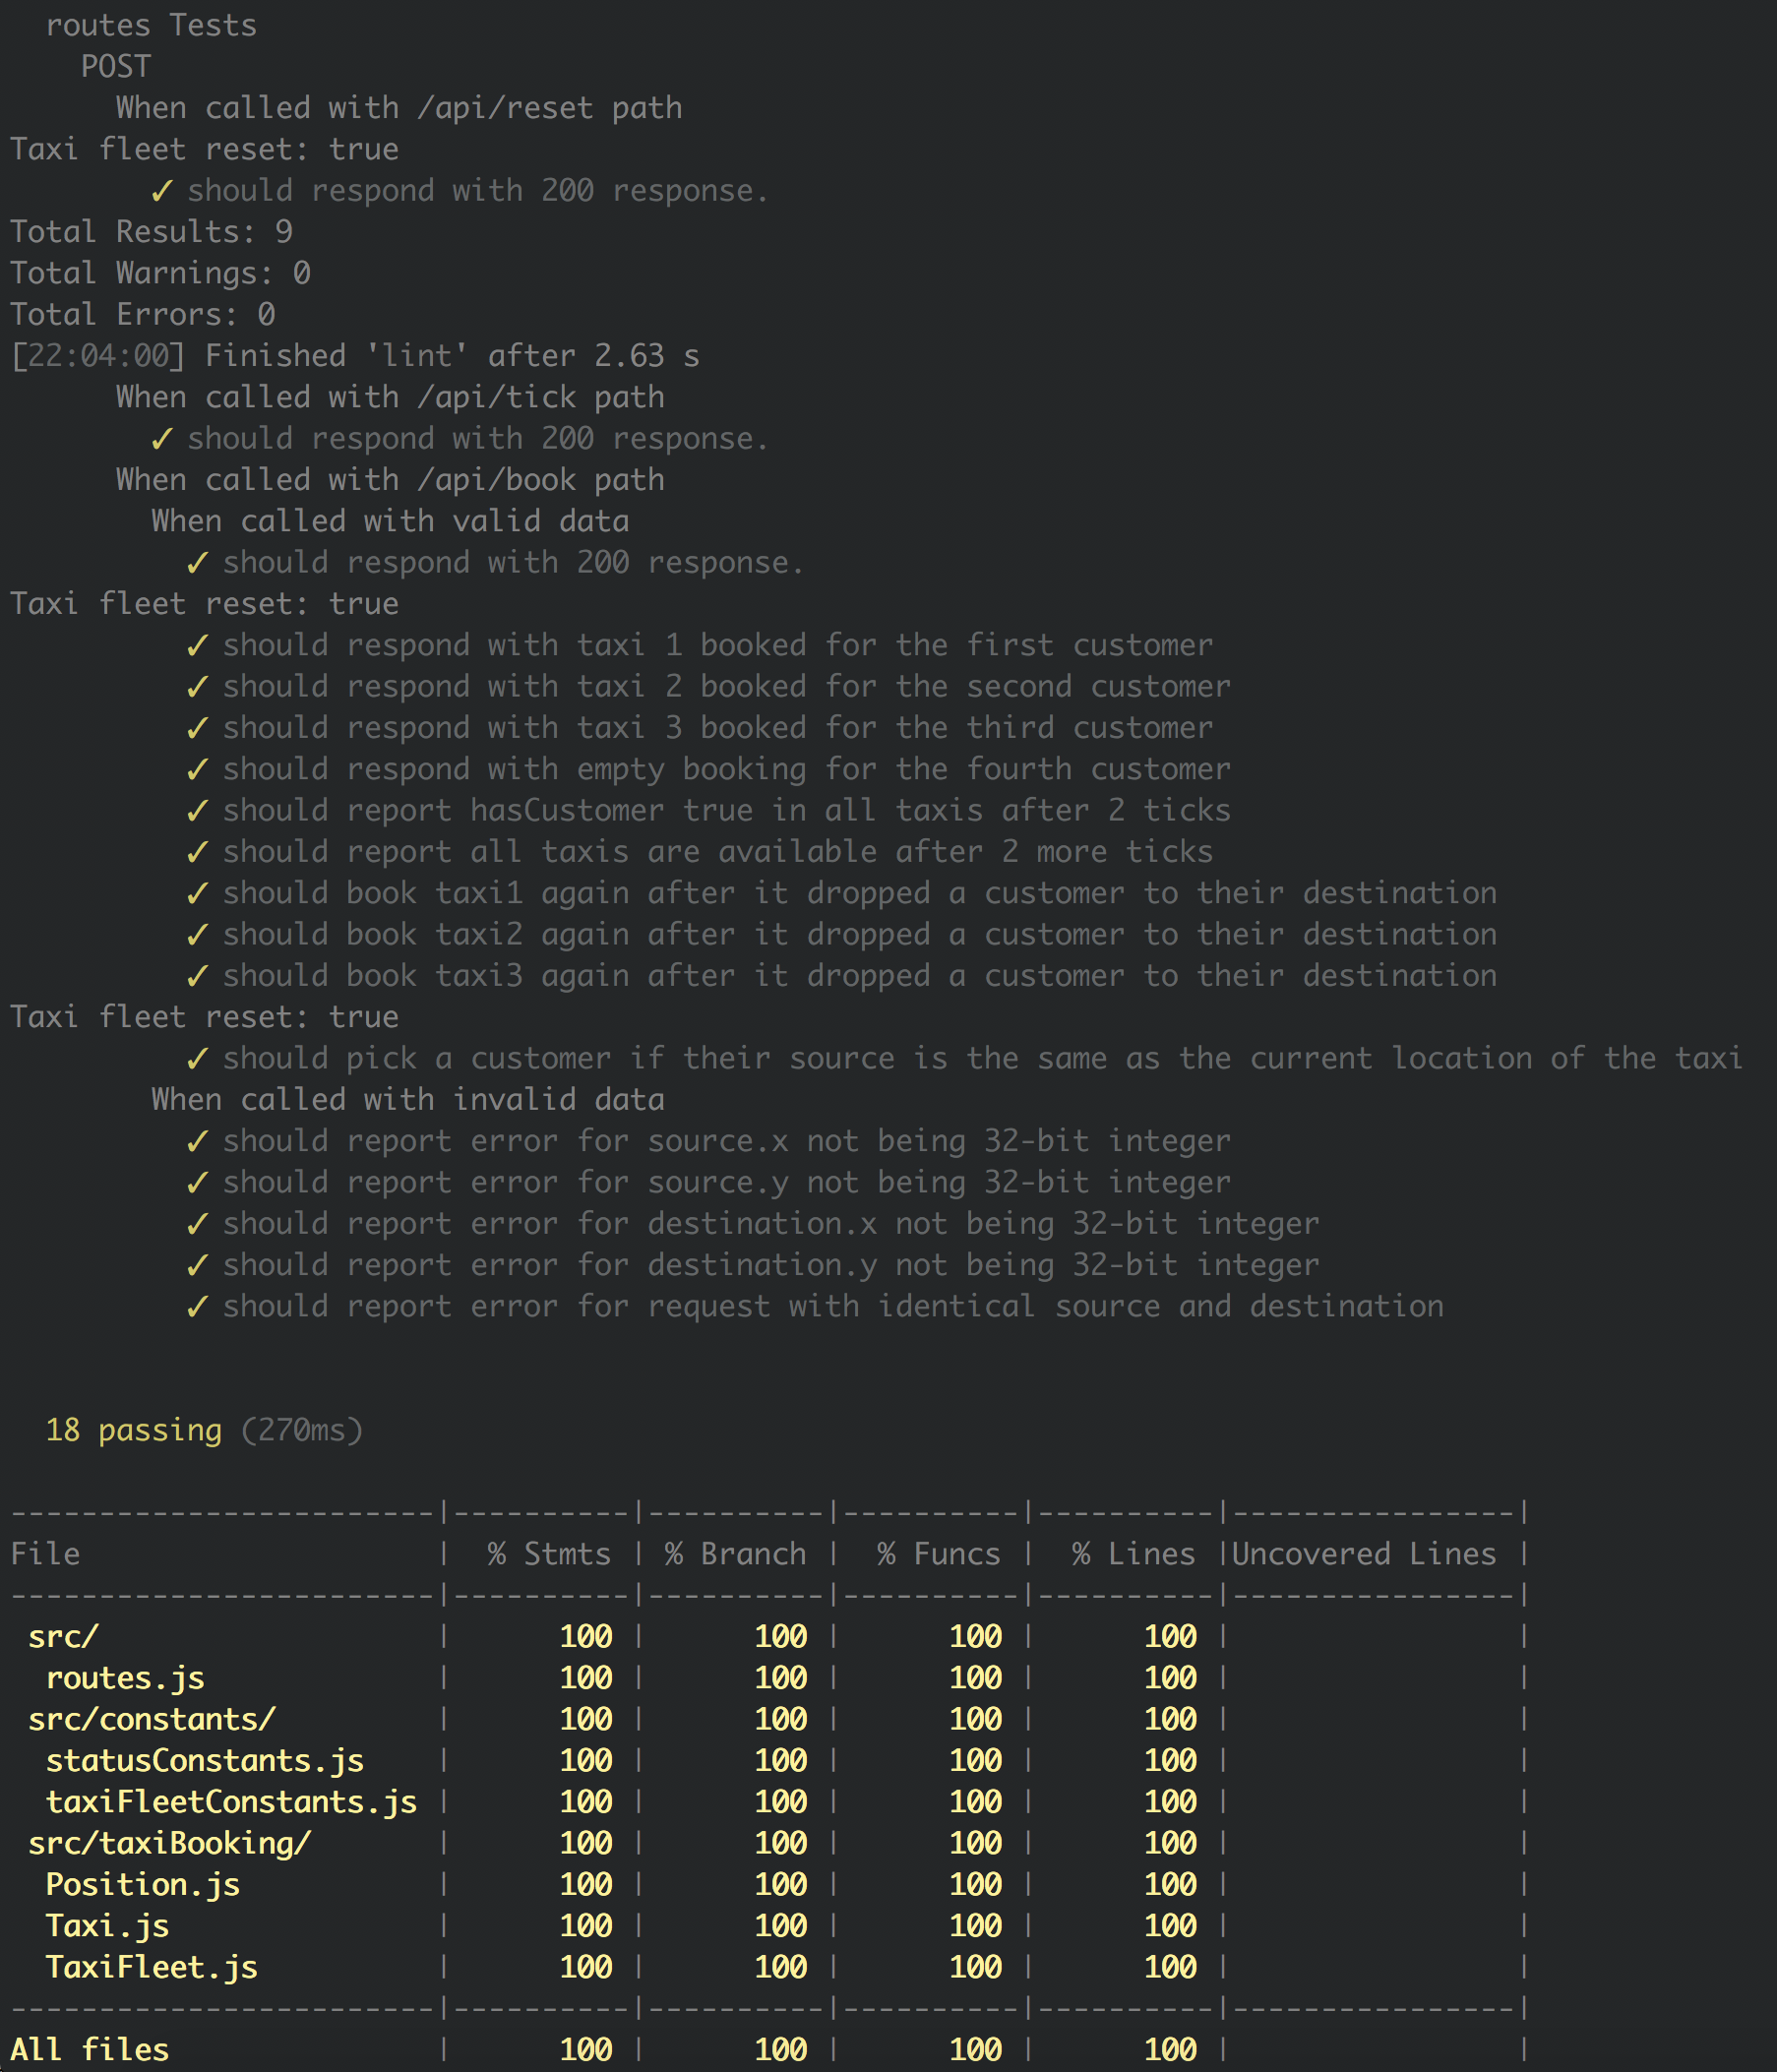 routes Tests
POST
When called with /api/reset path
Taxi fleet reset: true
✓ should respond with 200 response.
Total Results: 9
Total Warnings: 0
Total Errors: 0
[22:04:00] Finished 'lint' after 2.63 s
When called with /api/tick path
✓ should respond with 200 response.
When called with /api/book path
When called with valid data
✓ should respond with 200 response.
Taxi fleet reset: true
✓ should respond with taxi 1 booked for the first customer
✓ should respond with taxi 2 booked for the second customer
✓ should respond with taxi 3 booked for the third customer
✓ should respond with empty booking for the fourth customer
✓ should report hasCustomer true in all taxis after 2 ticks
✓ should report all taxis are available after 2 more ticks
✓ should book taxi1 again after it dropped a customer to their destination
✓ should book taxi2 again after it dropped a customer to their destination
✓ should book taxi3 again after it dropped a customer to their destination
Taxi fleet reset: true
✓ should pick a customer if their source is the same as the current location of the taxi
When called with invalid data
✓ should report error for source.x not being 32-bit integer
✓ should report error for source.y not being 32-bit integer
✓ should report error for destination.x not being 32-bit integer
✓ should report error for destination.y not being 32-bit integer
✓ should report error for request with identical source and destination
18 passing (270ms)
------------------------|----------|----------|----------|----------|----------------|
File                    |  % Stmts | % Branch |  % Funcs |  % Lines |Uncovered Lines |
------------------------|----------|----------|----------|----------|----------------|
src/                   |      100 |      100 |      100 |      100 |                |
routes.js             |      100 |      100 |      100 |      100 |                |
src/constants/         |      100 |      100 |      100 |      100 |                |
statusConstants.js    |      100 |      100 |      100 |      100 |                |
taxiFleetConstants.js |      100 |      100 |      100 |      100 |                |
src/taxiBooking/       |      100 |      100 |      100 |      100 |                |
Position.js           |      100 |      100 |      100 |      100 |                |
Taxi.js               |      100 |      100 |      100 |      100 |                |
TaxiFleet.js          |      100 |      100 |      100 |      100 |                |
------------------------|----------|----------|----------|----------|----------------|
All files               |      100 |      100 |      100 |      100 |                |